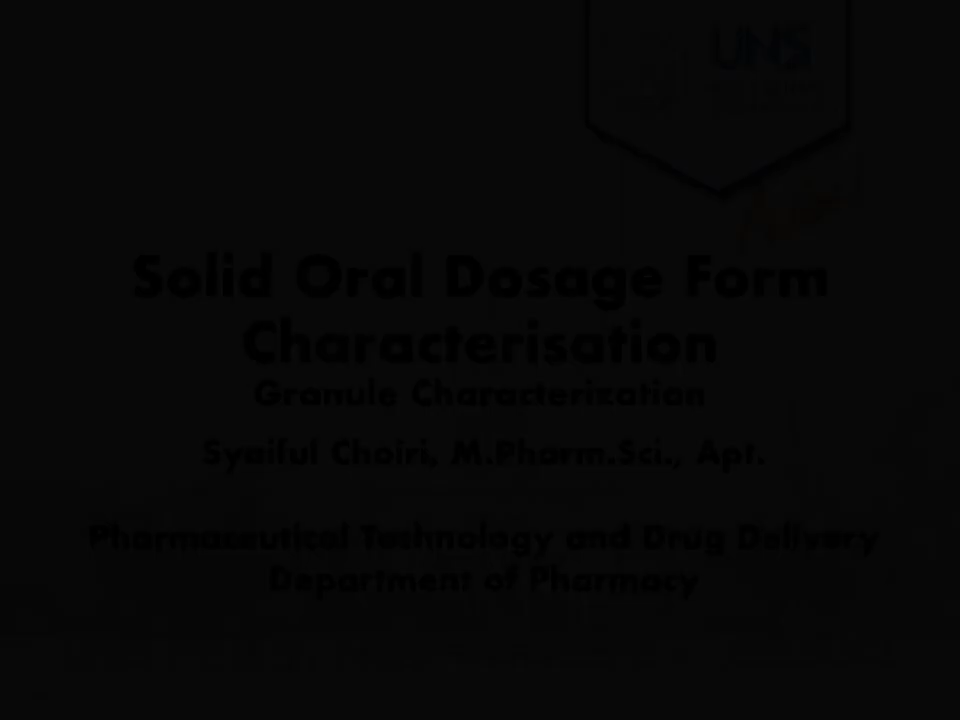 UNS
Solid Oral Dosage Form
Characterisation
Granule Characterization
Syaiful Choiri, M.Pharm.Sci., Apt.
Pharmaceutical Technology and Drug Delivery
Department of Pharmacy